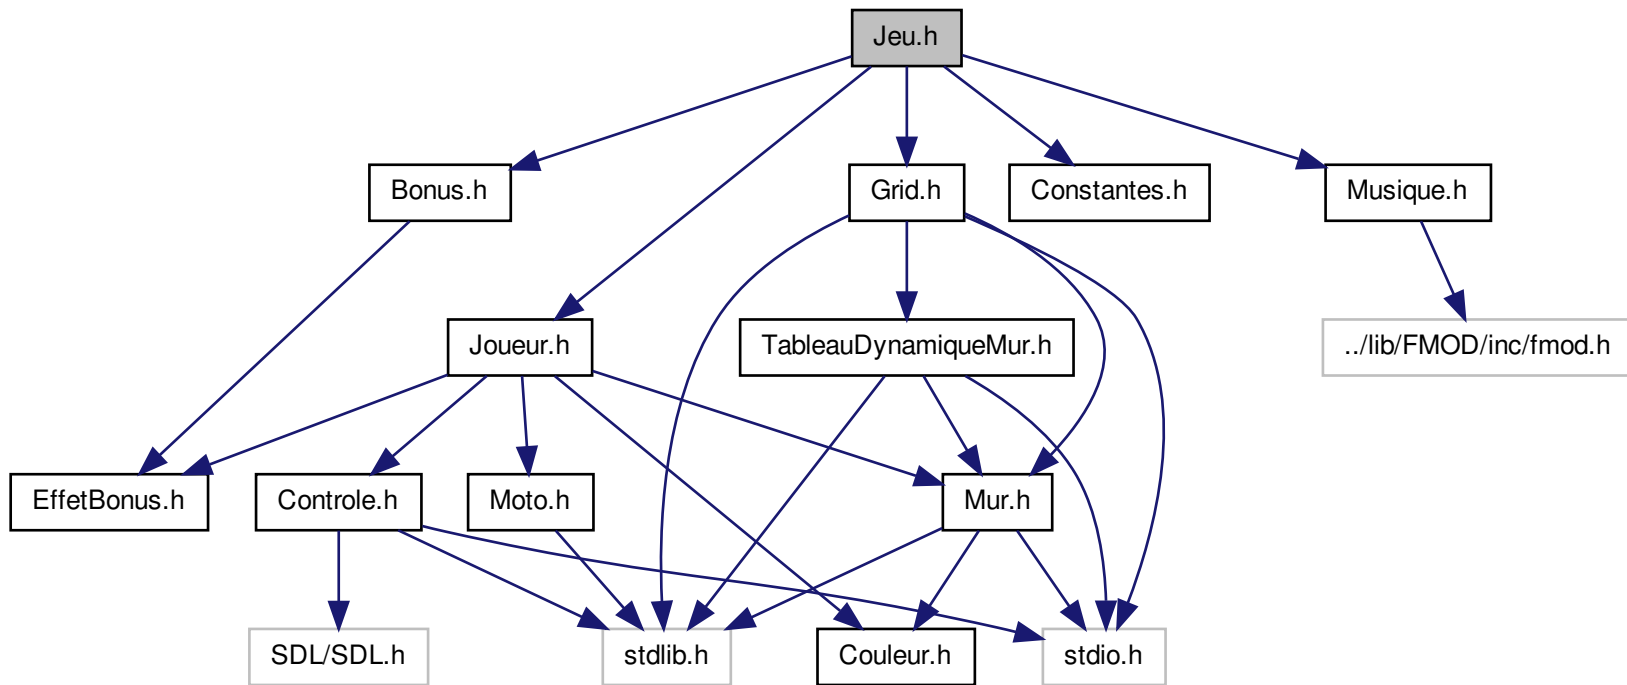 Jeu.h
Bonus.h
Grid.h
Constantes.h
Musique.h
Joueur.h
TableauDynamiqueMur.h
../lib/FMOD/inc/fmod.h
EffetBonus.h
Controle.h
Moto.h
Mur.h
SDL/SDL.h
stdlib.h
Couleur.h
stdio.h